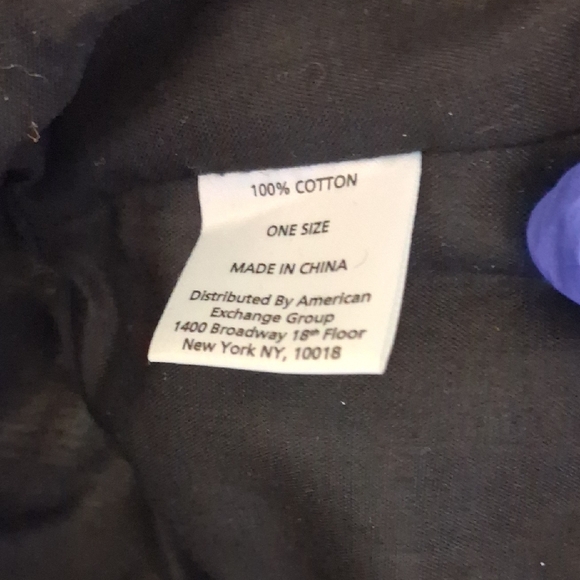 100% COTTON
ONE SIZE
MADE IN CHINA
Distributed By American
Exchange Group
1400 Broadway 18th Floor
New York NY, 10018